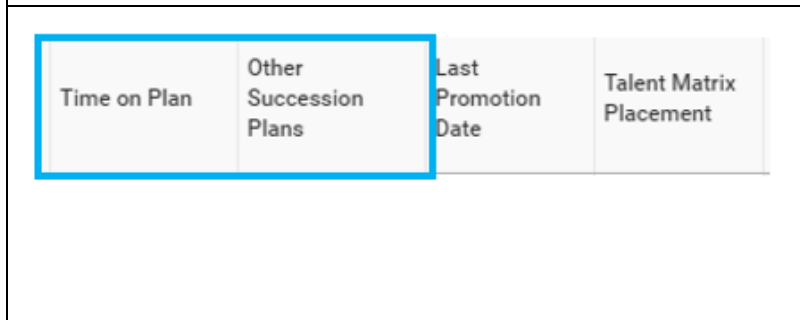 Time on Plan
Other
Succession
Plans
Last
Promotion
Date
Talent Matrix
Placement